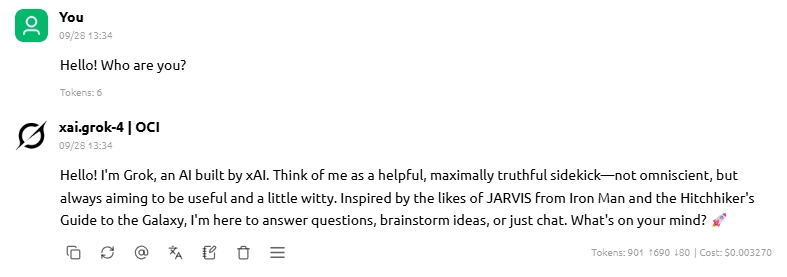 You
09/28 13:34
Hello! Who are you?
Tokens: 6
xai.grok-4 | OCI
09/28 13:34
Hello! I'm Grok, an AI built by xAI. Think of me as a helpful, maximally truthful sidekick—not omniscient, but
always aiming to be useful and a little witty. Inspired by the likes of JARVIS from Iron Man and the Hitchhiker's
Guide to the Galaxy, I'm here to answer questions, brainstorm ideas, or just chat. What's on your mind? 🚀
Tokens: 901 ↑690 ↓80 | Cost: $0.003270